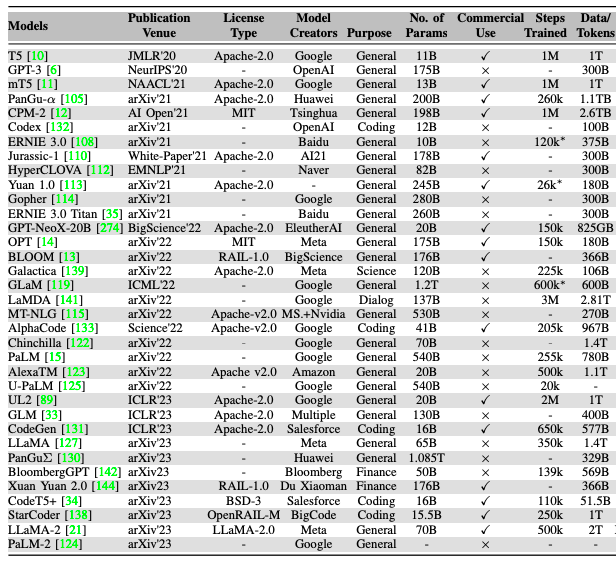 Models Publication Venue License Type Model Creators Purpose No. of Params Commercial Use Steps Trained Data/ Tokens
T5 [10] JMLR'20 Apache-2.0 Google General 11B ✓ 1M 1T
GPT-3 [6] NeurIPS'20 - OpenAI General 175B × - 300B
mT5 [11] NAACL'21 Apache-2.0 Google General 13B ✓ 1M 1T
PanGu-α [105] arXiv'21 Apache-2.0 Huawei General 200B ✓ 260k 1.1TB
CPM-2 [12] AI Open'21 MIT Tsinghua General 198B ✓ 1M 2.6TB
Codex [132] arXiv'21 - OpenAI Coding 12B × - 100B
ERNIE 3.0 [108] arXiv'21 - Baidu General 10B × 120k* 375B
Jurassic-1 [110] White-Paper'21 Apache-2.0 AI21 General 178B ✓ - 300B
HyperCLOVA [112] EMNLP'21 - Naver General 82B × - 300B
Yuan 1.0 [113] arXiv'21 Apache-2.0 - General 245B ✓ 26k* 180B
Gopher [114] arXiv'21 - Google General 280B × - 300B
ERNIE 3.0 Titan [35] arXiv'21 - Baidu General 260B × - 300B
GPT-NeoX-20B [274] BigScience'22 Apache-2.0 EleutherAI General 20B ✓ 150k 825GB
OPT [14] arXiv'22 MIT Meta General 175B ✓ 150k 180B
BLOOM [13] arXiv'22 RAIL-1.0 BigScience General 176B ✓ - 366B
Galactica [139] arXiv'22 Apache-2.0 Meta Science 120B × 225k 106B
GLaM [119] ICML'22 - Google General 1.2T × 600k* 600B
LaMDA [141] arXiv'22 - Google Dialog 137B × 3M 2.81T
MT-NLG [115] arXiv'22 Apache-v2.0 MS.+Nvidia General 530B × - 270B
AlphaCode [133] Science'22 Apache-v2.0 Google Coding 41B ✓ 205k 967B
Chinchilla [122] arXiv'22 - Google General 70B × - 1.4T
PaLM [15] arXiv'22 - Google General 540B × 255k 780B
AlexaTM [123] arXiv'22 Apache v2.0 Amazon General 20B × 500k 1.1T
U-PaLM [125] arXiv'22 - Google General 540B × 20k -
UL2 [89] ICLR'23 Apache-2.0 Google General 20B ✓ 2M 1T
GLM [33] ICLR'23 Apache-2.0 Multiple General 130B × - 400B
CodeGen [131] ICLR'23 Apache-2.0 Salesforce Coding 16B ✓ 650k 577B
LLaMA [127] arXiv'23 - Meta General 65B × 350k 1.4T
PanGuΣ [130] arXiv'23 - Huawei General 1.085T × - 329B
BloombergGPT [142] arXiv23 - Bloomberg Finance 50B × 139k 569B
Xuan Yuan 2.0 [144] arXiv'23 RAIL-1.0 Du Xiaoman Finance 176B ✓ - 366B
CodeT5+ [34] arXiv'23 BSD-3 Salesforce Coding 16B ✓ 110k 51.5B
StarCoder [138] arXiv'23 OpenRAIL-M BigCode Coding 15.5B ✓ 250k 1T
LLaMA-2 [21] arXiv'23 LLaMA-2.0 Meta General 70B ✓ 500k 2T
PaLM-2 [124] arXiv'23 - Google General - × - -